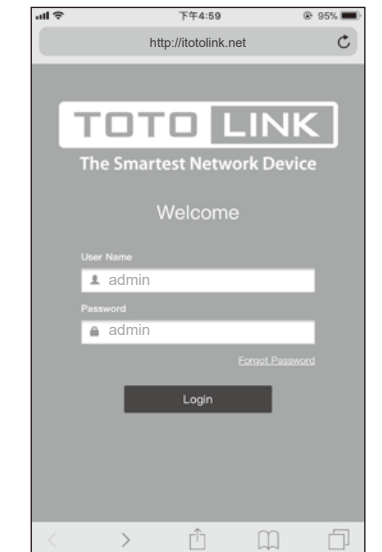 下午4:59
95%
http://itotolink.net
TOTO LINK
The Smartest Network Device
Welcome
User Name
admin
Password
admin
Forgot Password
Login